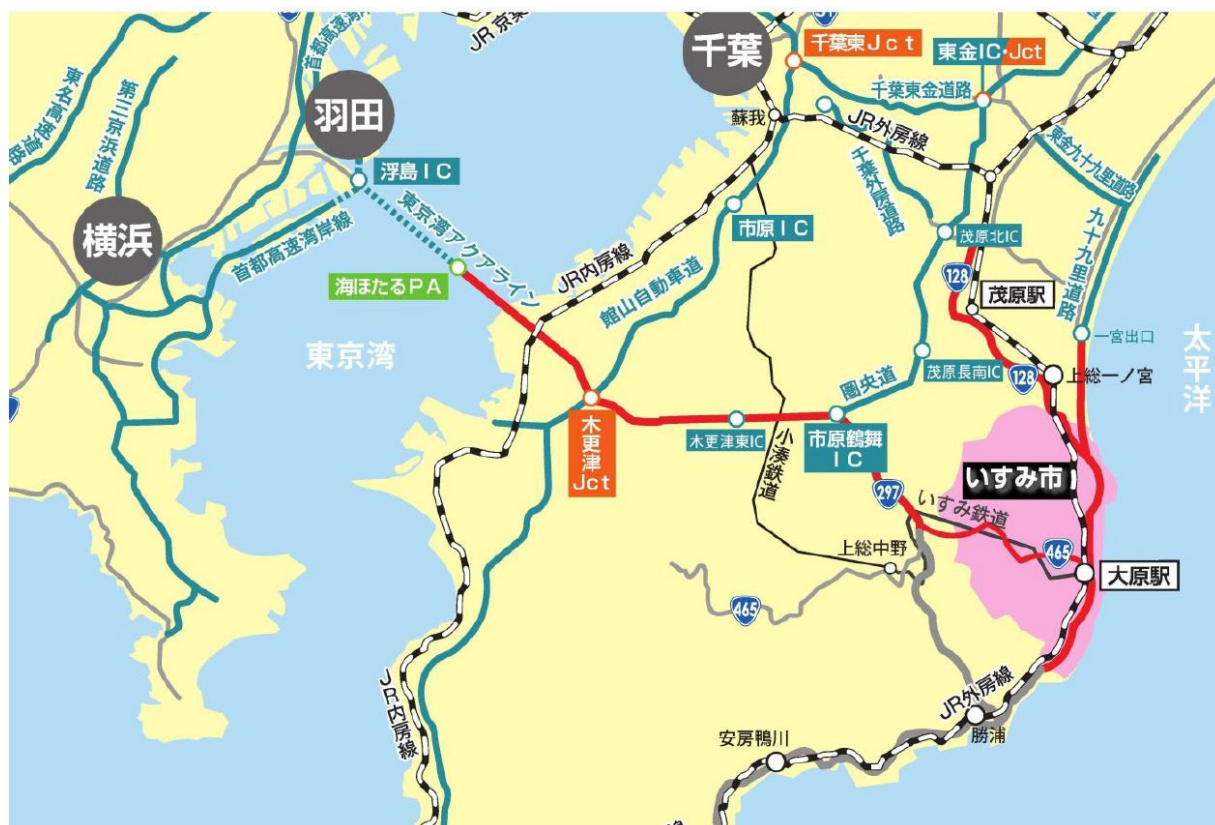 JR京葉
千葉
千葉東Jct
東金IC・Jct
首都高速湾岸線
東名高速道路
第三京浜道路
羽田
千葉東金道路
蘇我
JR外房線
東金九十九里道路
浮島IC
東京湾アクアライン
千葉外房道路
九十九里道路
横浜
首都高速湾岸線
市原IC
茂原北IC
海ほたるPA
JR内房線
館山自動車道
128
茂原駅
一宮出口
太平洋
東京湾
圏央道
茂原長南IC
128
上総一ノ宮
木更津Jct
木更津東IC
小湊鉄道
市原鶴舞
IC
いすみ市
297
いすみ鉄道
上総中野
465
大原駅
465
JR内房線
JR外房線
勝浦
安房鴨川